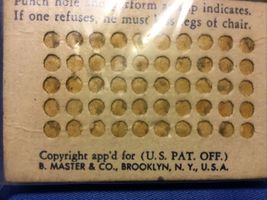 Punch hole and perform as slip indicates.
If one refuses, he must kiss legs of chair.
Copyright app'd for (U. S. PAT. OFF.)
B. MASTER & CO., BROOKLYN, N. Y., U. S. A.